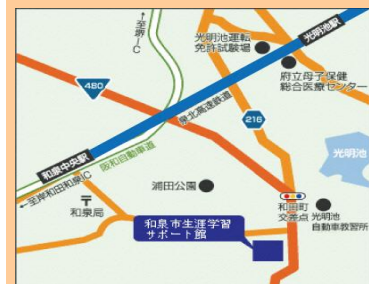 至堺IC
光明池運転
免許試験場
光明池駅
府立母子保健
総合医療センター
480
泉北高速鉄道
216
光明池
和泉中央駅
阪和自動車道
至岸和田和泉IC
浦田公園
和泉局
和田町
交差点
光明池
自動車教習所
和泉市生涯学習
サポート館